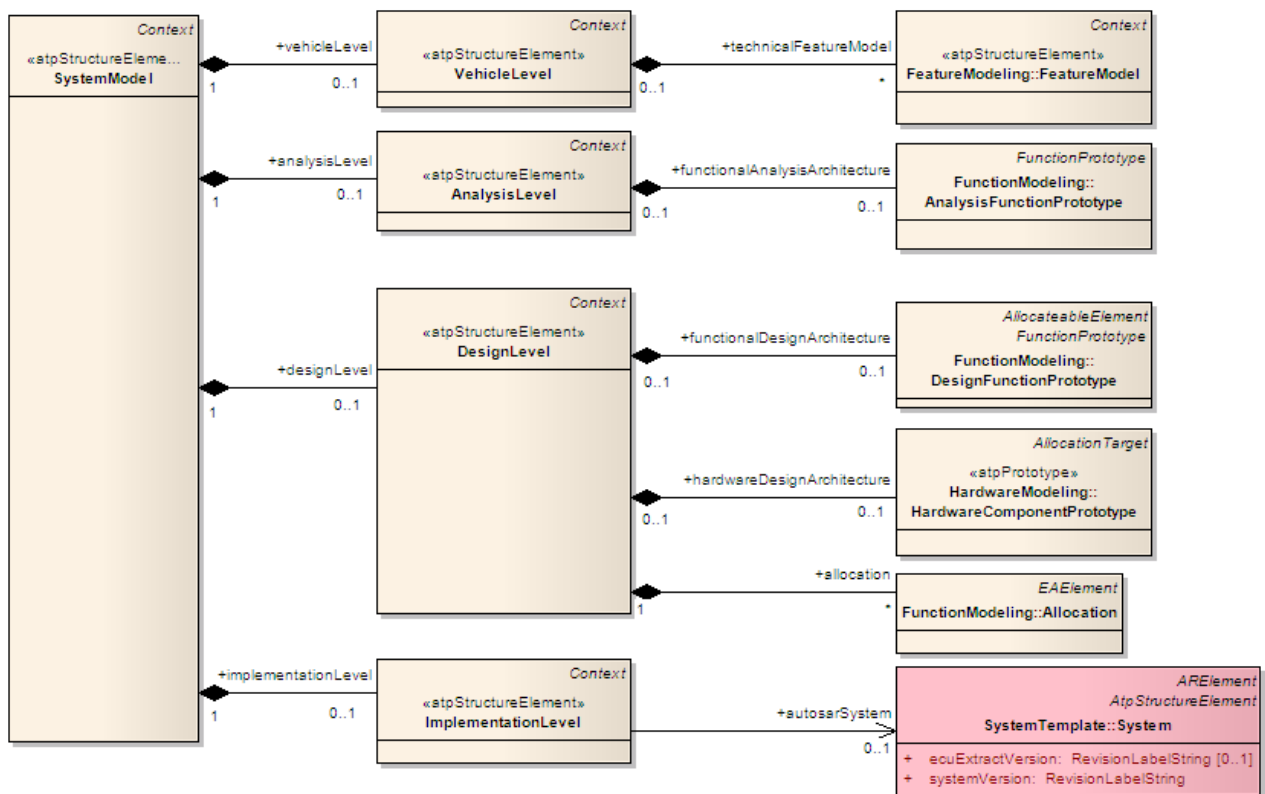 Context
«atpStructureEleme...
SystemModel
+vehicleLevel
1
0..1
Context
«atpStructureElement»
VehicleLevel
+technicalFeatureModel
0..1
*
Context
«atpStructureElement»
FeatureModeling::FeatureModel
+analysisLevel
1
0..1
Context
«atpStructureElement»
AnalysisLevel
+functionalAnalysisArchitecture
0..1
0..1
FunctionPrototype
FunctionModeling::
AnalysisFunctionPrototype
+designLevel
1
0..1
Context
«atpStructureElement»
DesignLevel
+functionalDesignArchitecture
0..1
0..1
AllocateableElement
FunctionPrototype
FunctionModeling::
DesignFunctionPrototype
+hardwareDesignArchitecture
0..1
0..1
AllocationTarget
«atpPrototype»
HardwareModeling::
HardwareComponentPrototype
+allocation
1
*
EAElement
FunctionModeling::Allocation
+implementationLevel
1
0..1
Context
«atpStructureElement»
ImplementationLevel
+autosarSystem
0..1
ARElement
AtpStructureElement
SystemTemplate::System
+ ecuExtractVersion: RevisionLabelString [0..1]
+ systemVersion: RevisionLabelString